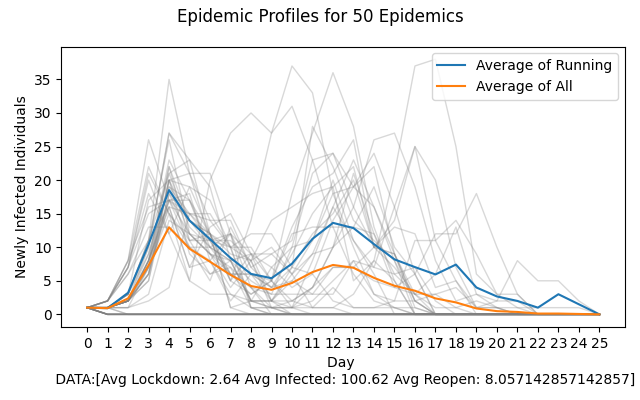 Epidemic Profiles for 50 Epidemics
Average of Running
Average of All
Newly Infected Individuals
35
30
25
20
15
10
5
0
0 1 2 3 4 5 6 7 8 9 10 11 12 13 14 15 16 17 18 19 20 21 22 23 24 25
Day
DATA:[Avg Lockdown: 2.64 Avg Infected: 100.62 Avg Reopen: 8.057142857142857]